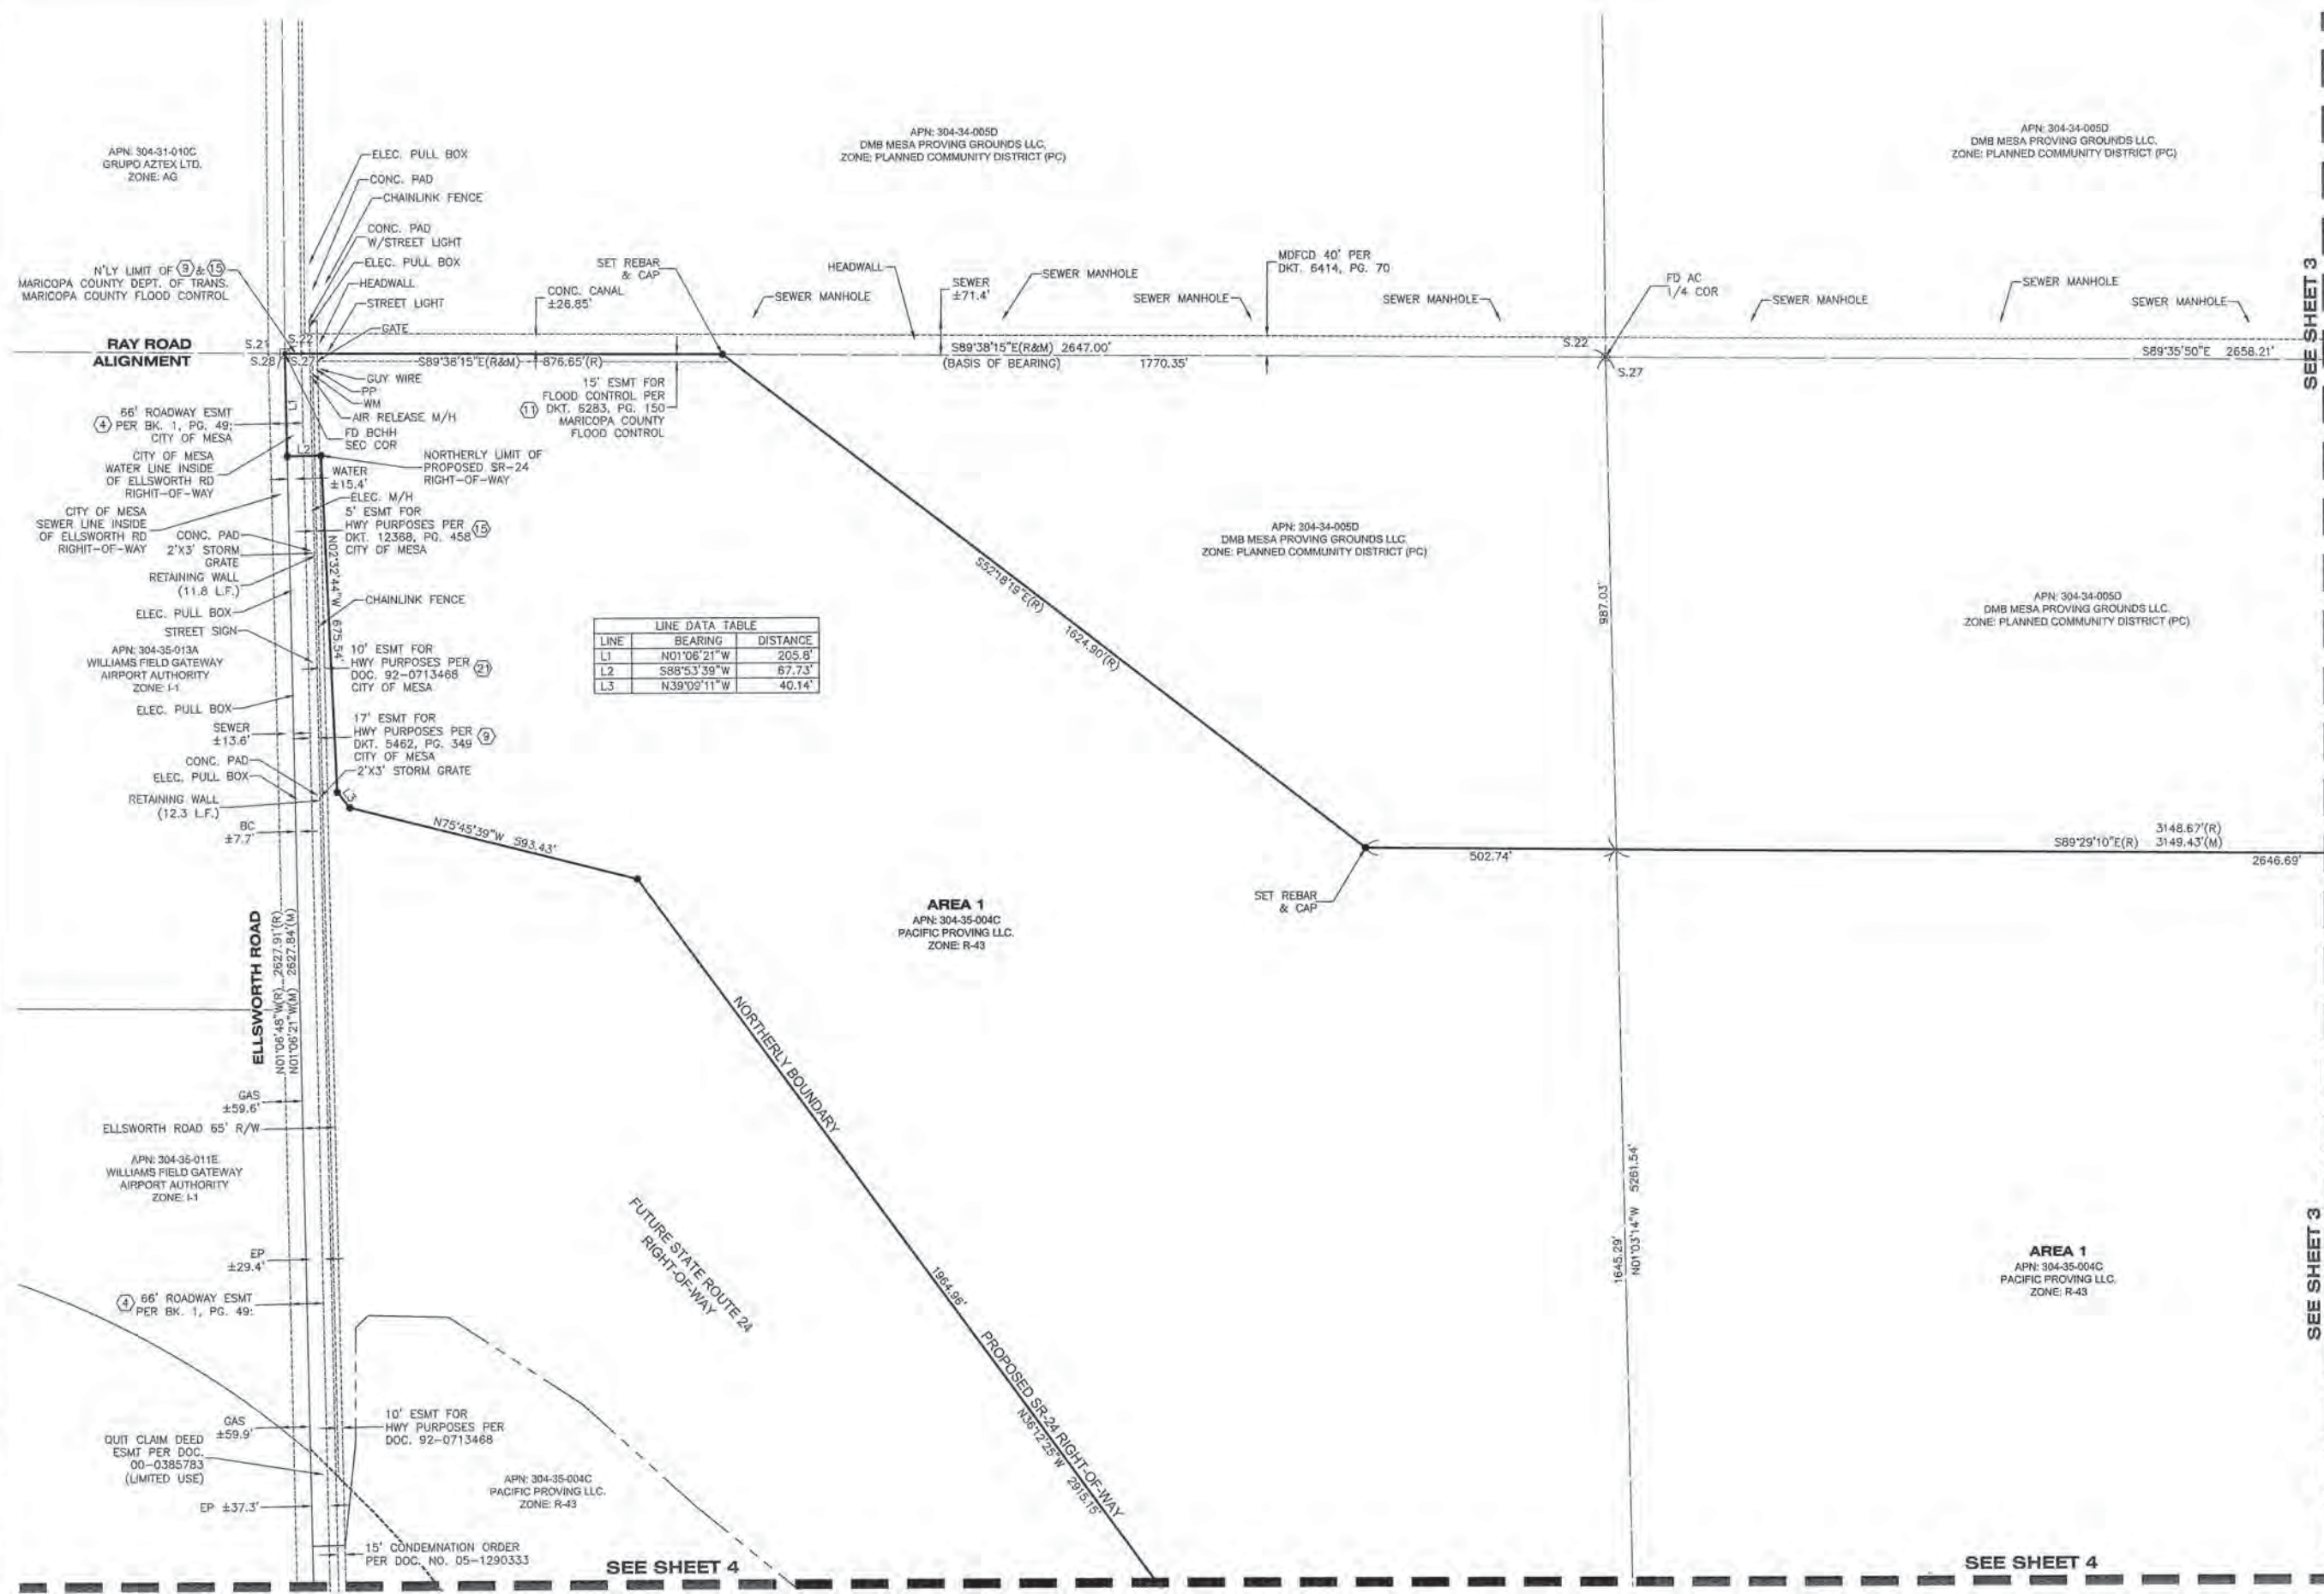 APN: 304-31-010C
GRUPO AZTEX LTD.
ZONE: AG
ELEC. PULL BOX
CONC. PAD
CHAINLINK FENCE
CONC. PAD
W/STREET LIGHT
ELEC. PULL BOX
HEADWALL
STREET LIGHT
GATE
N'LY LIMIT OF 9 & 15
MARICOPA COUNTY DEPT. OF TRANS.
MARICOPA COUNTY FLOOD CONTROL
APN: 304-34-005D
DMB MESA PROVING GROUNDS LLC.
ZONE: PLANNED COMMUNITY DISTRICT (PC)
APN: 304-34-005D
DMB MESA PROVING GROUNDS LLC.
ZONE: PLANNED COMMUNITY DISTRICT (PC)
SET REBAR
& CAP
CONC. CANAL
±26.85'
HEADWALL
SEWER MANHOLE
SEWER
±71.4'
SEWER MANHOLE
SEWER MANHOLE
MDFCD 40' PER
DKT. 6414, PG. 70
SEWER MANHOLE
FD AC
1/4 COR
SEWER MANHOLE
SEWER MANHOLE
SEWER MANHOLE
SEE SHEET 3
RAY ROAD
ALIGNMENT
S.21
S.22
S.28
S.27
S89°38'15"E(R&M)
876.65'(R)
S89°38'15"E(R&M) 2647.00'
(BASIS OF BEARING)
1770.35'
S.22
S.27
S89°35'50"E 2658.21'
GUY WIRE
PP
WM
AIR RELEASE M/H
FD BCHH
SEC COR
15' ESMT FOR
FLOOD CONTROL PER
11 DKT. 6283, PG. 150
MARICOPA COUNTY
FLOOD CONTROL
66' ROADWAY ESMT
4 PER BK. 1, PG. 49;
CITY OF MESA
L1
L2
CITY OF MESA
WATER LINE INSIDE
OF ELLSWORTH RD
RIGHIT-OF-WAY
NORTHERLY LIMIT OF
PROPOSED SR-24
RIGHT-OF-WAY
WATER
±15.4'
ELEC. M/H
5' ESMT FOR
HWY PURPOSES PER 15
DKT. 12368, PG. 458
CITY OF MESA
CITY OF MESA
SEWER LINE INSIDE
OF ELLSWORTH RD
RIGHIT-OF-WAY
CONC. PAD
2'X3' STORM
GRATE
RETAINING WALL
(11.8 L.F.)
N02°32'44"W 675.54'
CHAINLINK FENCE
ELEC. PULL BOX
STREET SIGN
APN: 304-35-013A
WILLIAMS FIELD GATEWAY
AIRPORT AUTHORITY
ZONE: I-1
10' ESMT FOR
HWY PURPOSES PER 21
DOC. 92-0713468
CITY OF MESA
ELEC. PULL BOX
SEWER
±13.6'
17' ESMT FOR
HWY PURPOSES PER 9
DKT. 5462, PG. 349
CITY OF MESA
2'X3' STORM GRATE
CONC. PAD
ELEC. PULL BOX
RETAINING WALL
(12.3 L.F.)
L3
BC
±7.7'
N75°45'39"W 593.43'
LINE DATA TABLE
LINE BEARING DISTANCE
L1 N01°06'21"W 205.8'
L2 S88°53'39"W 67.73'
L3 N39°09'11"W 40.14'
S52°18'19"E(R)
1624.90'(R)
APN: 304-34-005D
DMB MESA PROVING GROUNDS LLC.
ZONE: PLANNED COMMUNITY DISTRICT (PC)
987.03'
APN: 304-34-005D
DMB MESA PROVING GROUNDS LLC.
ZONE: PLANNED COMMUNITY DISTRICT (PC)
SET REBAR
& CAP
502.74'
3148.67'(R)
S89°29'10"E(R) 3149.43'(M)
2646.69'
AREA 1
APN: 304-35-004C
PACIFIC PROVING LLC.
ZONE: R-43
ELLSWORTH ROAD
N01°06'48"W(R) 2627.91'(R)
N01°06'21"W(M) 2627.84'(M)
NORTHERLY BOUNDARY
1964.96'
PROPOSED SR-24 RIGHT-OF-WAY
N36°12'25"W 2915.15'
GAS
±59.6'
ELLSWORTH ROAD 65' R/W
APN: 304-35-011E
WILLIAMS FIELD GATEWAY
AIRPORT AUTHORITY
ZONE: I-1
EP
±29.4'
4 66' ROADWAY ESMT
PER BK. 1, PG. 49:
FUTURE STATE ROUTE 24
RIGHT-OF-WAY
1645.29'
N01°03'14"W 5261.54'
AREA 1
APN: 304-35-004C
PACIFIC PROVING LLC.
ZONE: R-43
SEE SHEET 3
GAS
±59.9'
QUIT CLAIM DEED
ESMT PER DOC.
00-0385783
(LIMITED USE)
EP ±37.3'
10' ESMT FOR
HWY PURPOSES PER
DOC. 92-0713468
APN: 304-35-004C
PACIFIC PROVING LLC.
ZONE: R-43
15' CONDEMNATION ORDER
PER DOC. NO. 05-1290333
SEE SHEET 4
SEE SHEET 4